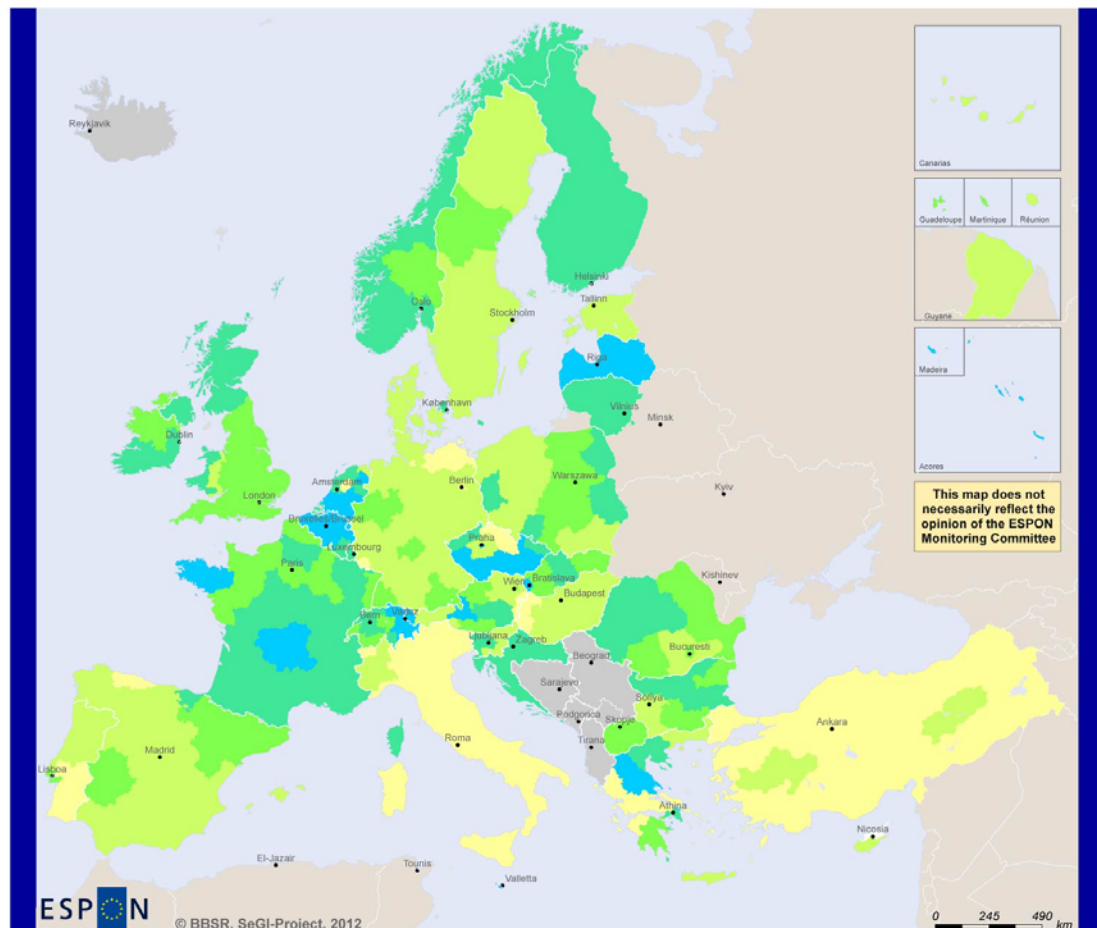 Reykjavik
Canarias
Guadeloupe
Martinique
Réunion
Guyane
Madeira
Acores
This map does not
necessarily reflect the
opinion of the ESPON
Monitoring Committee
Helsinki
Tallinn
Oslo
Stockholm
Riga
København
Vilnius
Minsk
Dublin
Amsterdam
Berlin
Warszawa
London
Kyiv
Bruxelles/Brussel
Praha
Luxembourg
Paris
Kishinev
Wien
Bratislava
Budapest
Bern
Vaduz
Ljubljana
Zagreb
Bucuresti
Beograd
Sarajevo
Sofiya
Podgorica
Skopje
Ankara
Roma
Tirana
Madrid
Lisboa
Athina
Nicosia
El-Jazair
Tounis
Valletta
ESPON
© BBSR, SeGI-Project, 2012
0 245 490
km